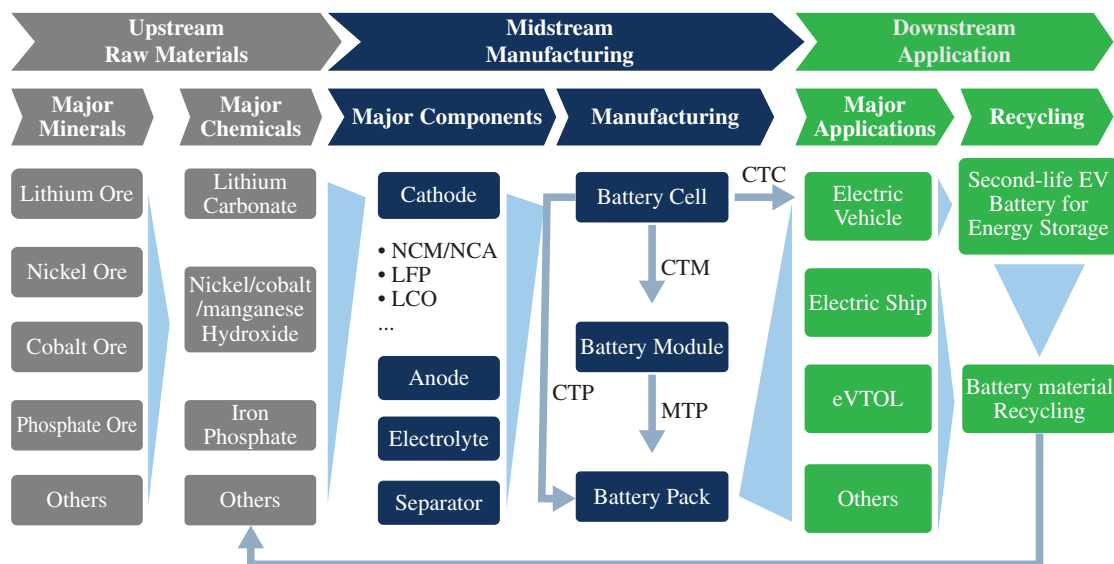 Upstream
Raw Materials
Midstream
Manufacturing
Downstream
Application
Major
Minerals
Major
Chemicals
Major Components
Manufacturing
Major
Applications
Recycling
Lithium Ore
Nickel Ore
Cobalt Ore
Phosphate Ore
Others
Lithium
Carbonate
Nickel/cobalt
/manganese
Hydroxide
Iron
Phosphate
Others
Cathode
• NCM/NCA
• LFP
• LCO
...
Anode
Electrolyte
Separator
Battery Cell
CTC
CTM
Battery Module
CTP
MTP
Battery Pack
Electric
Vehicle
Electric Ship
eVTOL
Others
Second-life EV
Battery for
Energy Storage
Battery material
Recycling